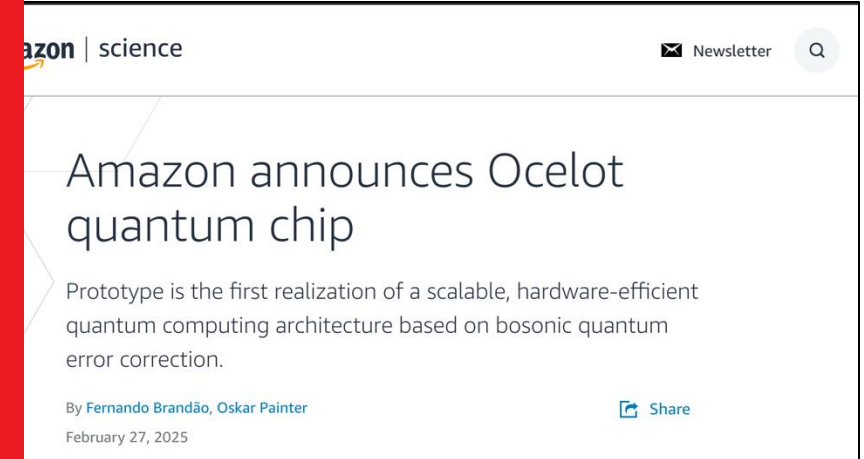 azon | science
Newsletter
Amazon announces Ocelot
quantum chip
Prototype is the first realization of a scalable, hardware-efficient
quantum computing architecture based on bosonic quantum
error correction.
By Fernando Brandão, Oskar Painter
Share
February 27, 2025